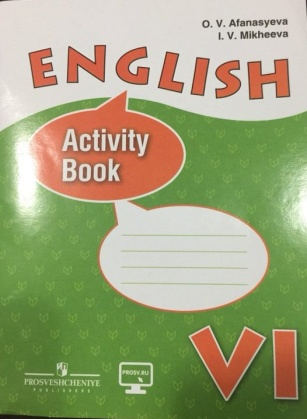 O. V. Afanasyeva
I. V. Mikheeva
ENGLISH
Activity
Book
VI
PROSVESHCHENIYE
PUBLISHERS
PROSV.RU